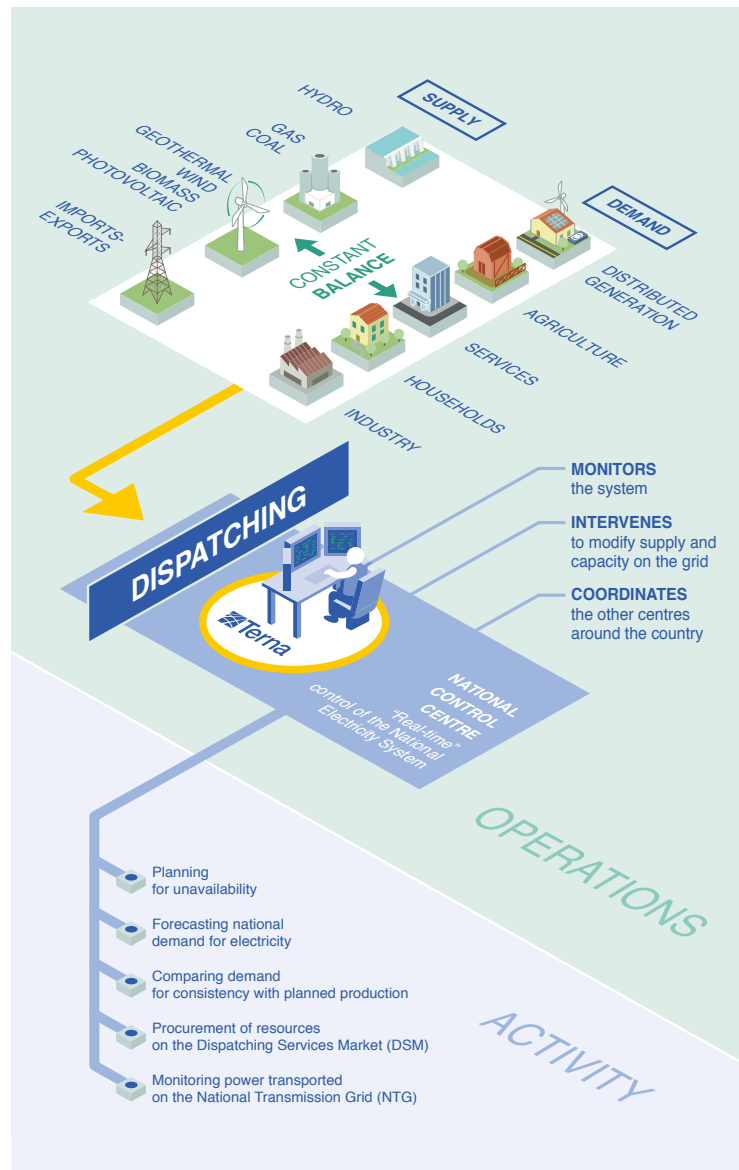 SUPPLY
HYDRO
GAS
COAL
GEOTHERMAL
WIND
BIOMASS
PHOTOVOLTAIC
IMPORTS-
EXPORTS
CONSTANT
BALANCE
DEMAND
DISTRIBUTED
GENERATION
AGRICULTURE
SERVICES
HOUSEHOLDS
INDUSTRY
DISPATCHING
Terna
MONITORS
the system
INTERVENES
to modify supply and
capacity on the grid
COORDINATES
the other centres
around the country
NATIONAL
CONTROL
CENTRE
“Real-time”
control of the National
Electricity System
OPERATIONS
ACTIVITY
Planning
for unavailability
Forecasting national
demand for electricity
Comparing demand
for consistency with planned production
Procurement of resources
on the Dispatching Services Market (DSM)
Monitoring power transported
on the National Transmission Grid (NTG)